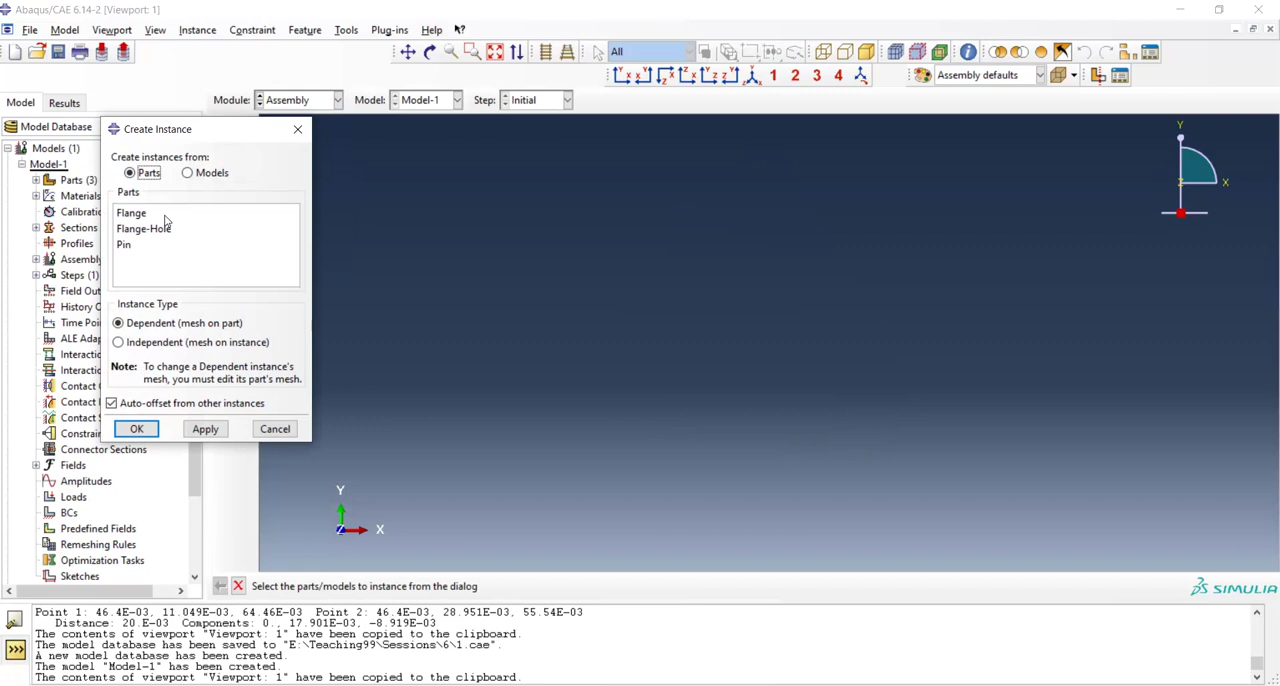 Abaqus/CAE 6.14-2 [Viewport: 1]
File Model Viewport View Instance Constraint Feature Tools Plug-ins Help
All
1 2 3 4 Assembly defaults
Model Results Module: Assembly Model: Model-1 Step: Initial
Model Database
Models (1)
Model-1
Parts (3)
Materials
Calibratio
Sections
Profiles
Assembly
Steps (1)
Field Out
History O
Time Poi
ALE Adap
Interactio
Interactio
Contact C
Contact I
Contact S
Constrai
Connector Sections
Fields
Amplitudes
Loads
BCs
Predefined Fields
Remeshing Rules
Optimization Tasks
Sketches
Create Instance
Create instances from:
Parts Models
Parts
Flange
Flange-Hole
Pin
Instance Type
Dependent (mesh on part)
Independent (mesh on instance)
Note: To change a Dependent instance's
mesh, you must edit its part's mesh.
Auto-offset from other instances
OK Apply Cancel
Y
Z X
Y
Z X
Select the parts/models to instance from the dialog
SIMULIA
Point 1: 46.4E-03, 11.049E-03, 64.46E-03 Point 2: 46.4E-03, 28.951E-03, 55.54E-03
Distance: 20.E-03 Components: 0., 17.901E-03, -8.919E-03
The contents of viewport "Viewport: 1" have been copied to the clipboard.
The model database has been saved to "E:\Teaching99\Sessions\6\1.cae".
A new model database has been created.
The model "Model-1" has been created.
The contents of viewport "Viewport: 1" have been copied to the clipboard.